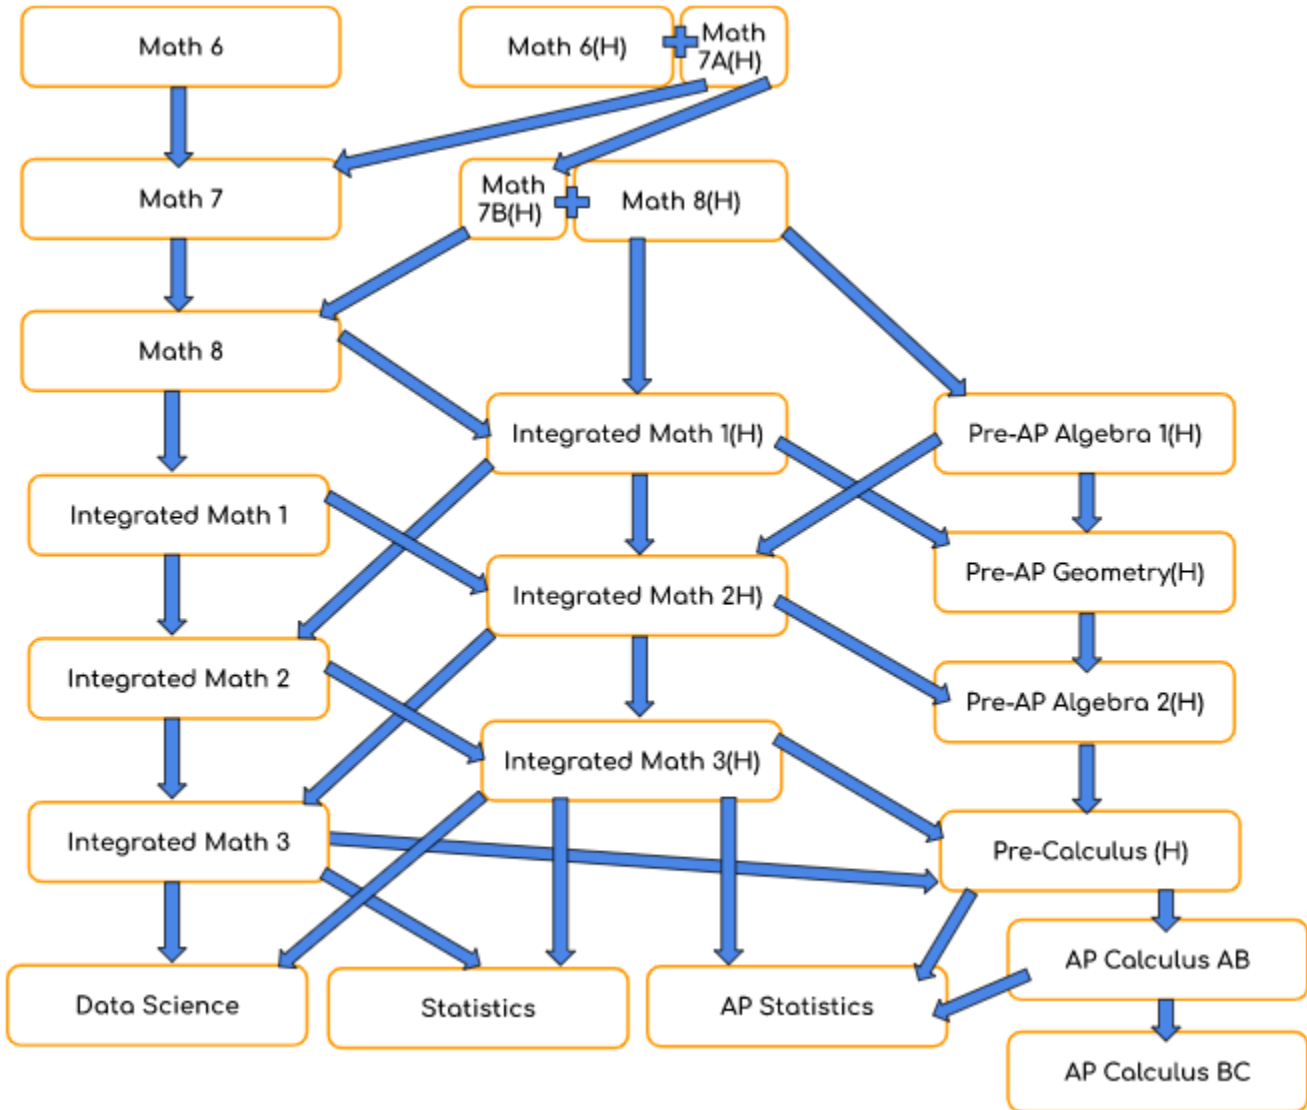 Math 6
Math 6(H)
Math
7A(H)
Math 7
Math
7B(H)
Math 8(H)
Math 8
Integrated Math 1(H)
Pre-AP Algebra 1(H)
Integrated Math 1
Pre-AP Geometry(H)
Integrated Math 2H)
Integrated Math 2
Pre-AP Algebra 2(H)
Integrated Math 3(H)
Integrated Math 3
Pre-Calculus (H)
AP Calculus AB
Data Science
Statistics
AP Statistics
AP Calculus BC